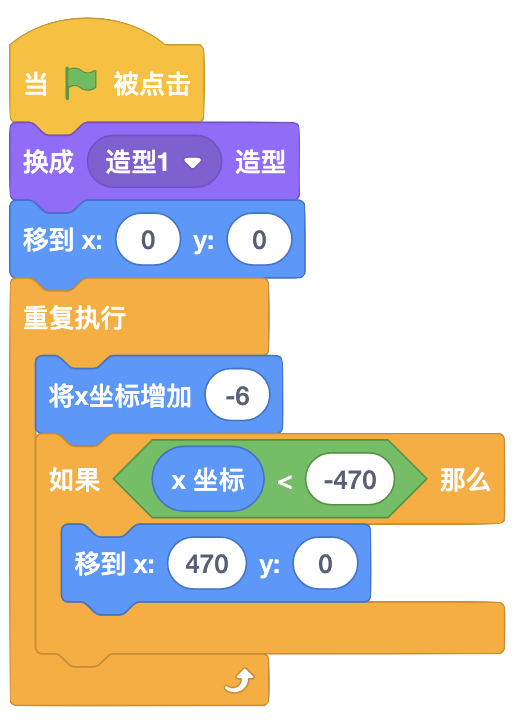 当 被点击
换成 造型1 造型
移到 x: 0 y: 0
重复执行
将x坐标增加 -6
如果 x 坐标 < -470 那么
移到 x: 470 y: 0